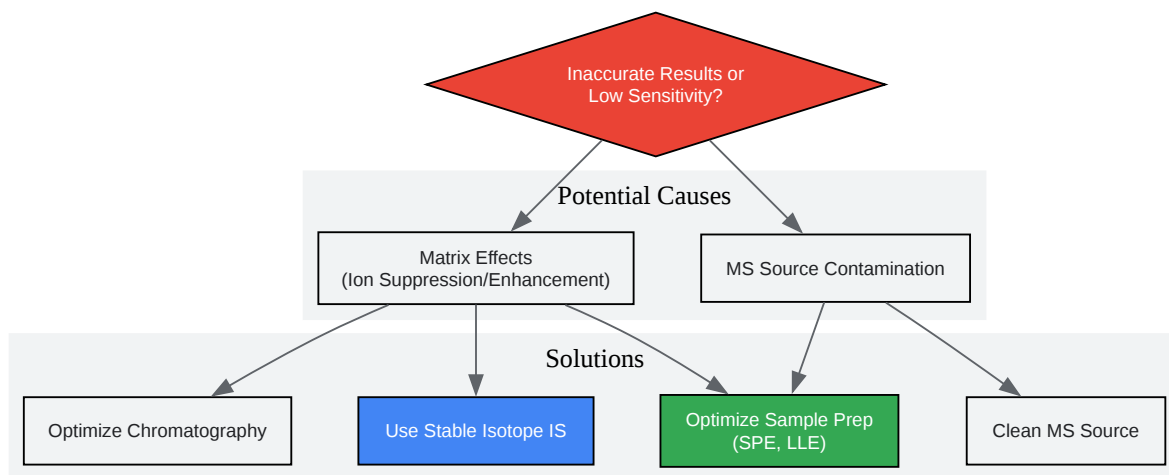 Inaccurate Results or
Low Sensitivity?
Potential Causes
Matrix Effects
(Ion Suppression/Enhancement)
MS Source Contamination
Solutions
Optimize Chromatography
Use Stable Isotope IS
Optimize Sample Prep
(SPE, LLE)
Clean MS Source